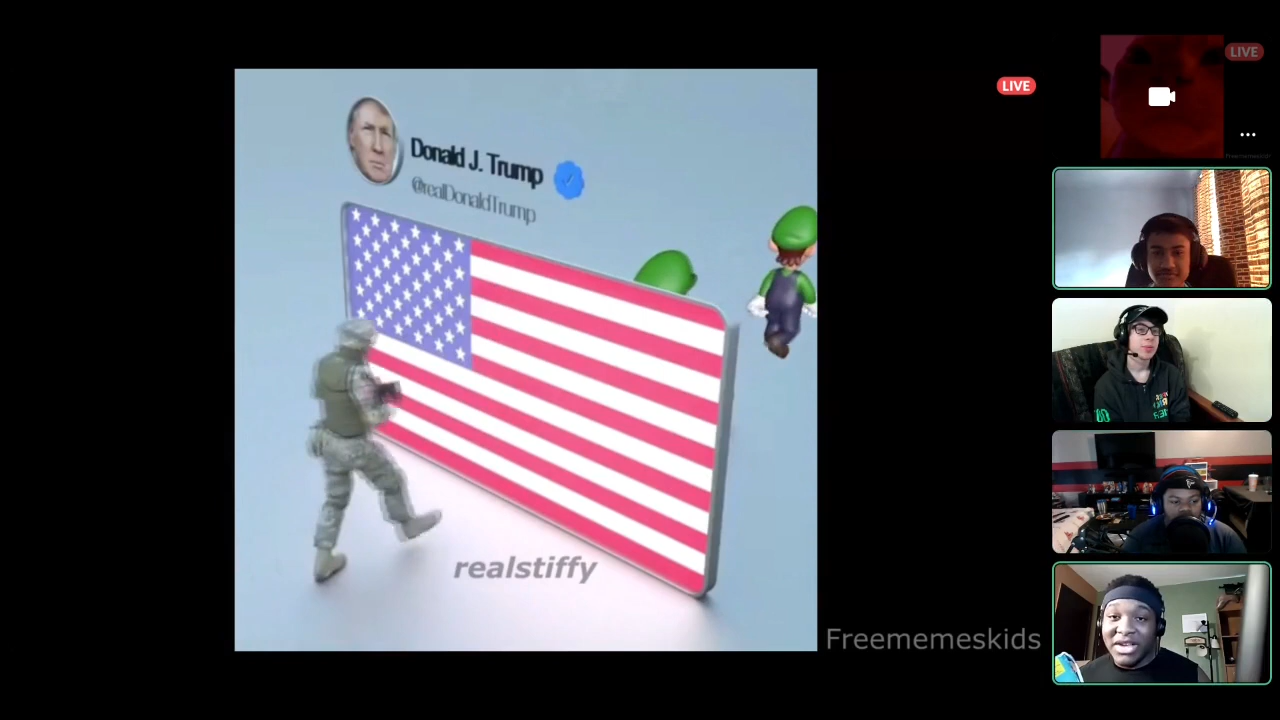 LIVE
LIVE
Donald J. Trump
@realDonaldTrump
realstiffy
Freememeskids